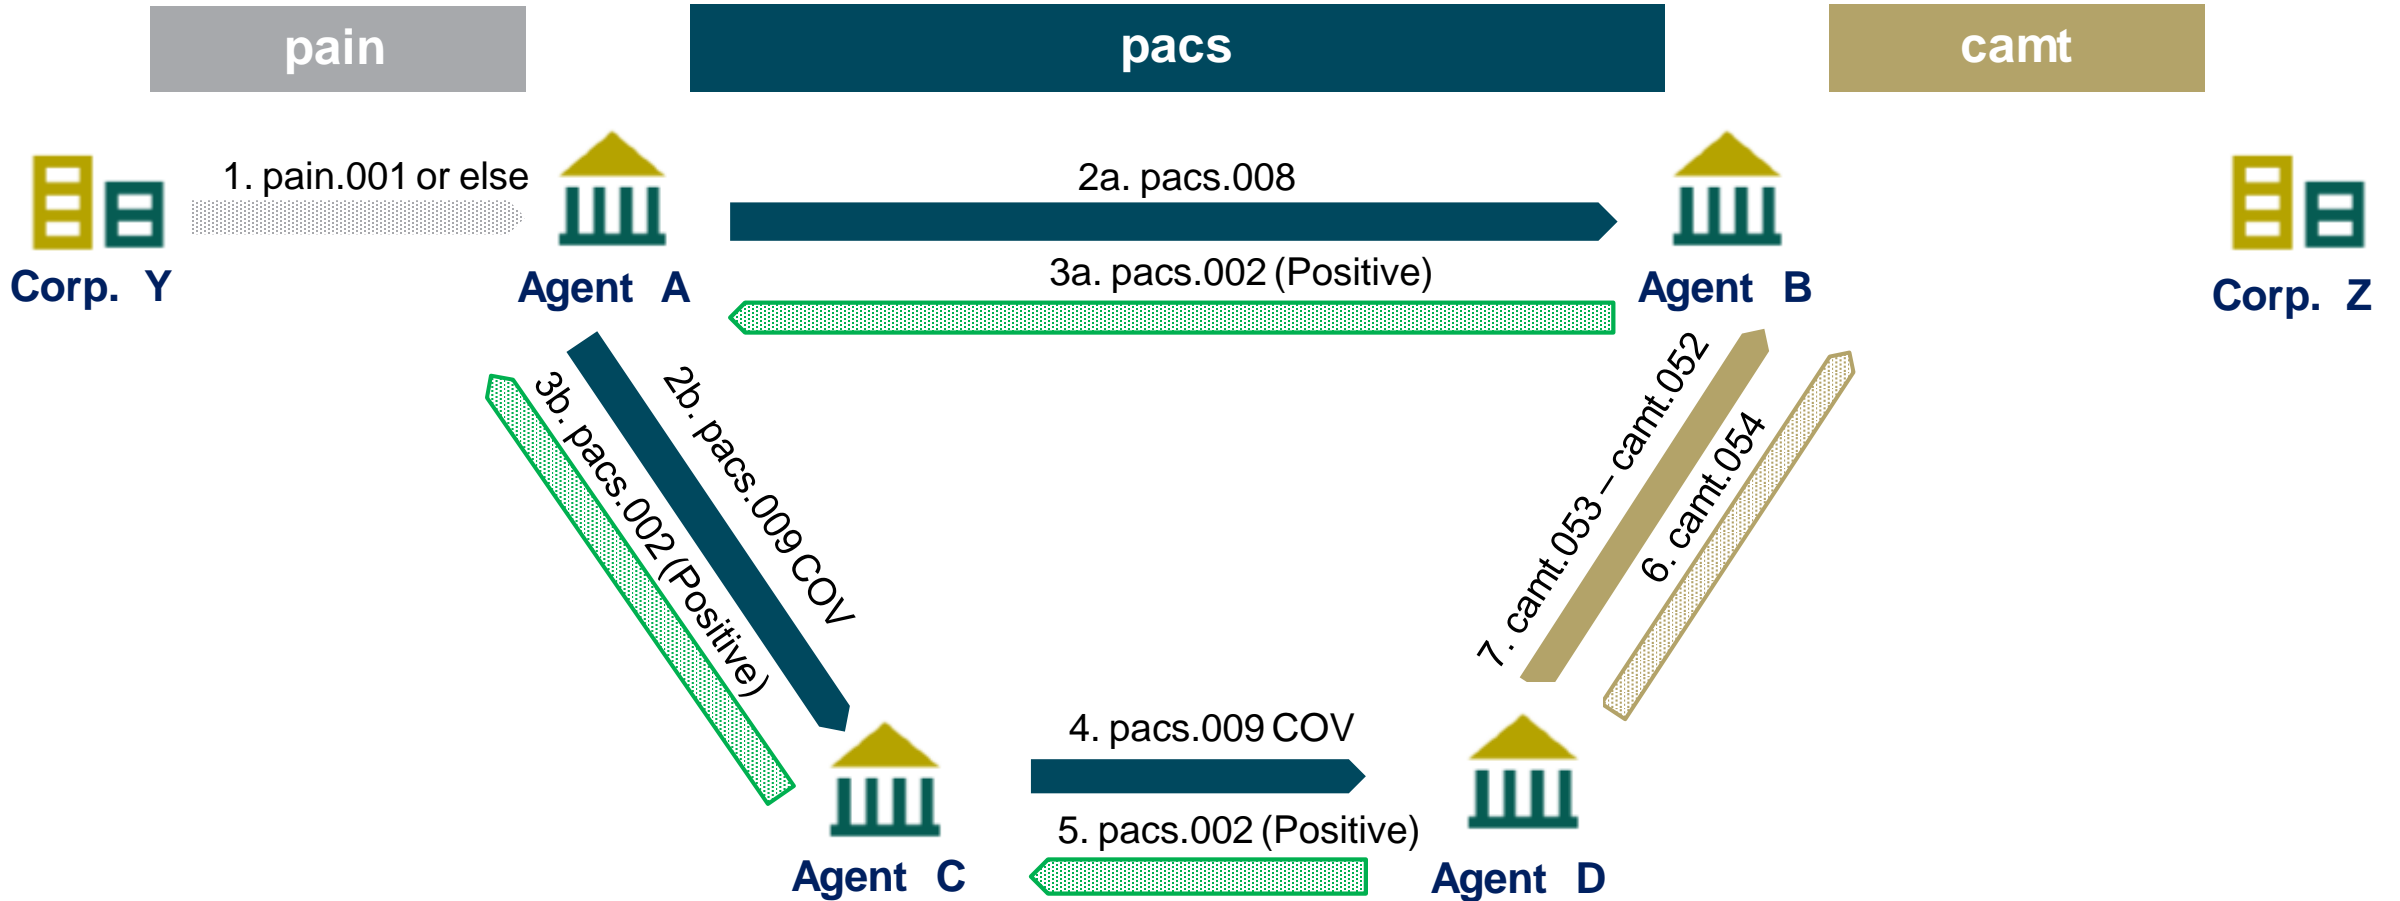 pain
pacs
camt
1. pain.001 or else
2a. pacs.008
3a. pacs.002 (Positive)
Corp. Y
Agent A
Agent B
Corp. Z
2b. pacs.009 COV
3b. pacs.002 (Positive)
7. camt.053 – camt.052
6. camt.054
4. pacs.009 COV
5. pacs.002 (Positive)
Agent C
Agent D